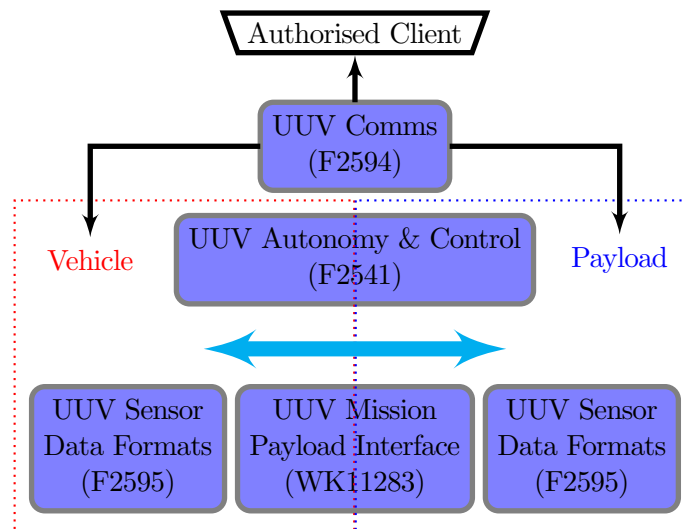 Authorised Client
UUV Comms
(F2594)
UUV Autonomy & Control
(F2541)
Vehicle
Payload
UUV Sensor
Data Formats
(F2595)
UUV Mission
Payload Interface
(WK11283)
UUV Sensor
Data Formats
(F2595)